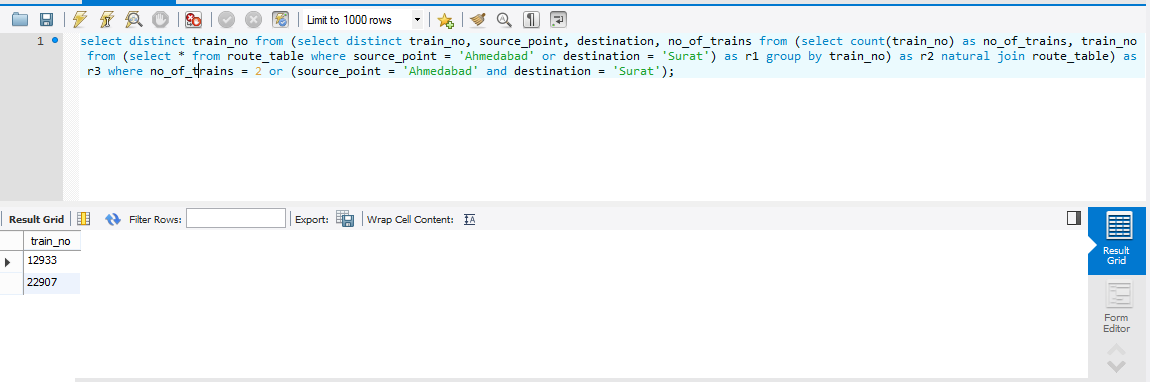 Limit to 1000 rows
1 select distinct train_no from (select distinct train_no, source_point, destination, no_of_trains from (select count(train_no) as no_of_trains, train_no
from (select * from route_table where source_point = 'Ahmedabad' or destination = 'Surat') as r1 group by train_no) as r2 natural join route_table) as
r3 where no_of_trains = 2 or (source_point = 'Ahmedabad' and destination = 'Surat');
Result Grid Filter Rows: Export: Wrap Cell Content: IA
train_no
12933
22907
Result
Grid
Form
Editor